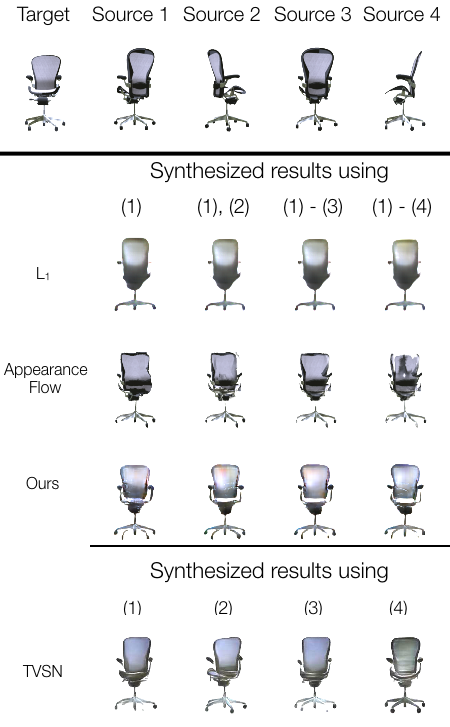 Target Source 1 Source 2 Source 3 Source 4
Synthesized results using
(1) (1), (2) (1) - (3) (1) - (4)
L₁
Appearance
Flow
Ours
Synthesized results using
(1) (2) (3) (4)
TVSN